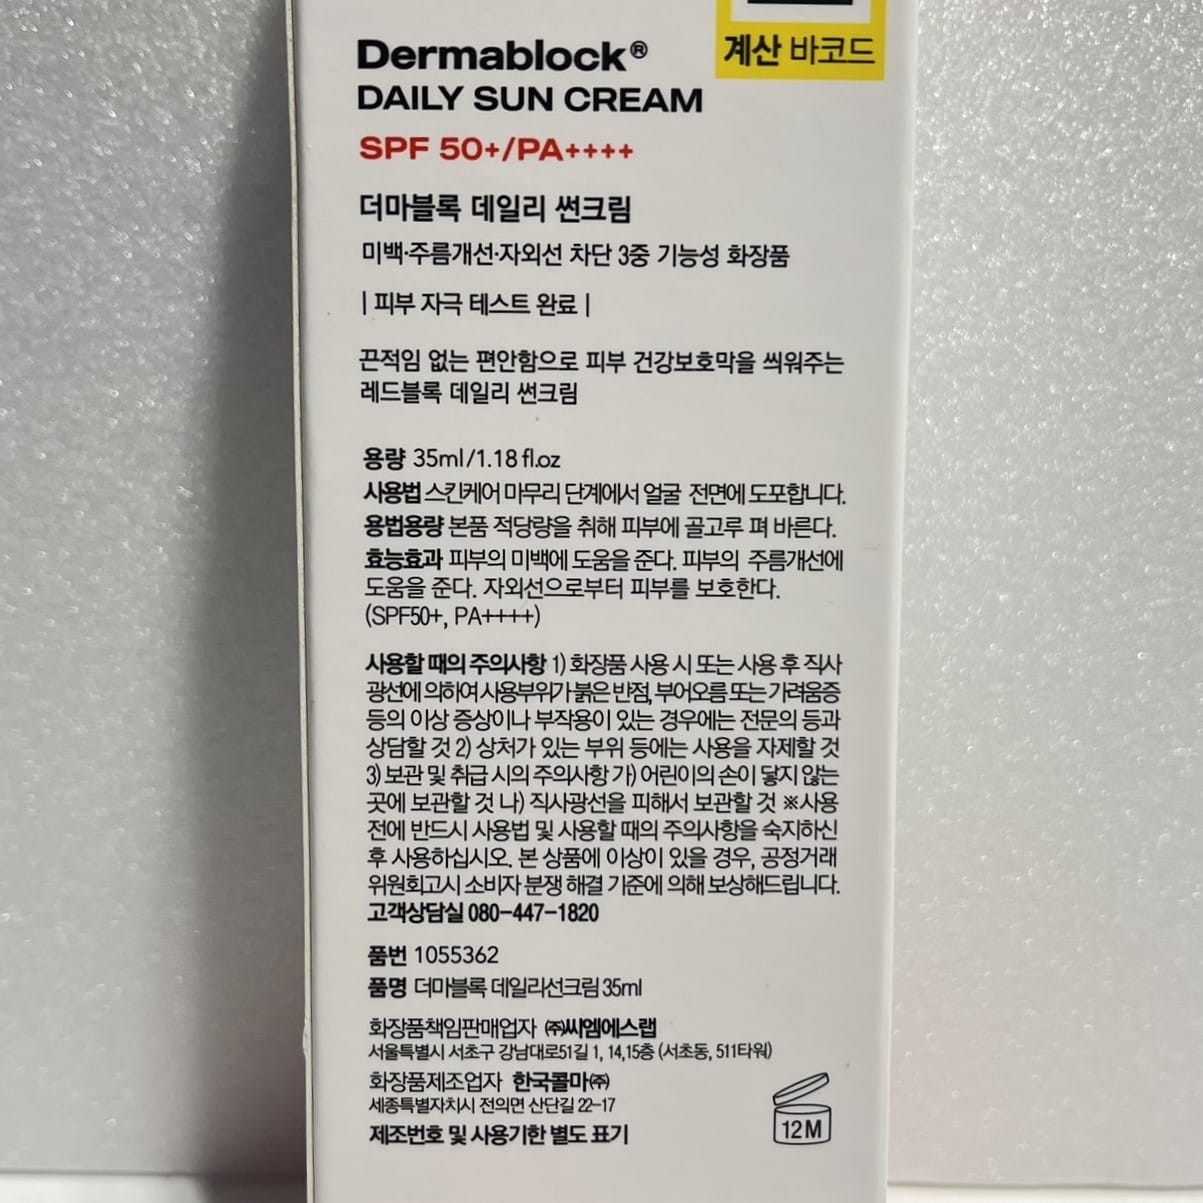 계산 바코드
Dermablock®
DAILY SUN CREAM
SPF 50+/PA++++
더마블록 데일리 썬크림
미백·주름개선·자외선 차단 3중 기능성 화장품
| 피부 자극 테스트 완료 |
끈적임 없는 편안함으로 피부 건강보호막을 씌워주는
레드블록 데일리 썬크림
용량 35ml/1.18 fl.oz
사용법 스킨케어 마무리 단계에서 얼굴 전면에 도포합니다.
용법용량 본품 적당량을 취해 피부에 골고루 펴 바른다.
효능효과 피부의 미백에 도움을 준다. 피부의 주름개선에
도움을 준다. 자외선으로부터 피부를 보호한다.
(SPF50+, PA++++)
사용할 때의 주의사항 1) 화장품 사용 시 또는 사용 후 직사
광선에 의하여 사용부위가 붉은 반점, 부어오름 또는 가려움증
등의 이상 증상이나 부작용이 있는 경우에는 전문의 등과
상담할 것 2) 상처가 있는 부위 등에는 사용을 자제할 것
3) 보관 및 취급 시의 주의사항 가) 어린이의 손이 닿지 않는
곳에 보관할 것 나) 직사광선을 피해서 보관할 것 ※사용
전에 반드시 사용법 및 사용할 때의 주의사항을 숙지하신
후 사용하십시오. 본 상품에 이상이 있을 경우, 공정거래
위원회고시 소비자 분쟁 해결 기준에 의해 보상해드립니다.
고객상담실 080-447-1820
품번 1055362
품명 더마블록 데일리선크림 35ml
화장품책임판매업자 ㈜씨엠에스랩
서울특별시 서초구 강남대로51길 1, 14,15층 (서초동, 511타워)
화장품제조업자 한국콜마㈜
세종특별자치시 전의면 산단길 22-17
제조번호 및 사용기한 별도 표기
12M